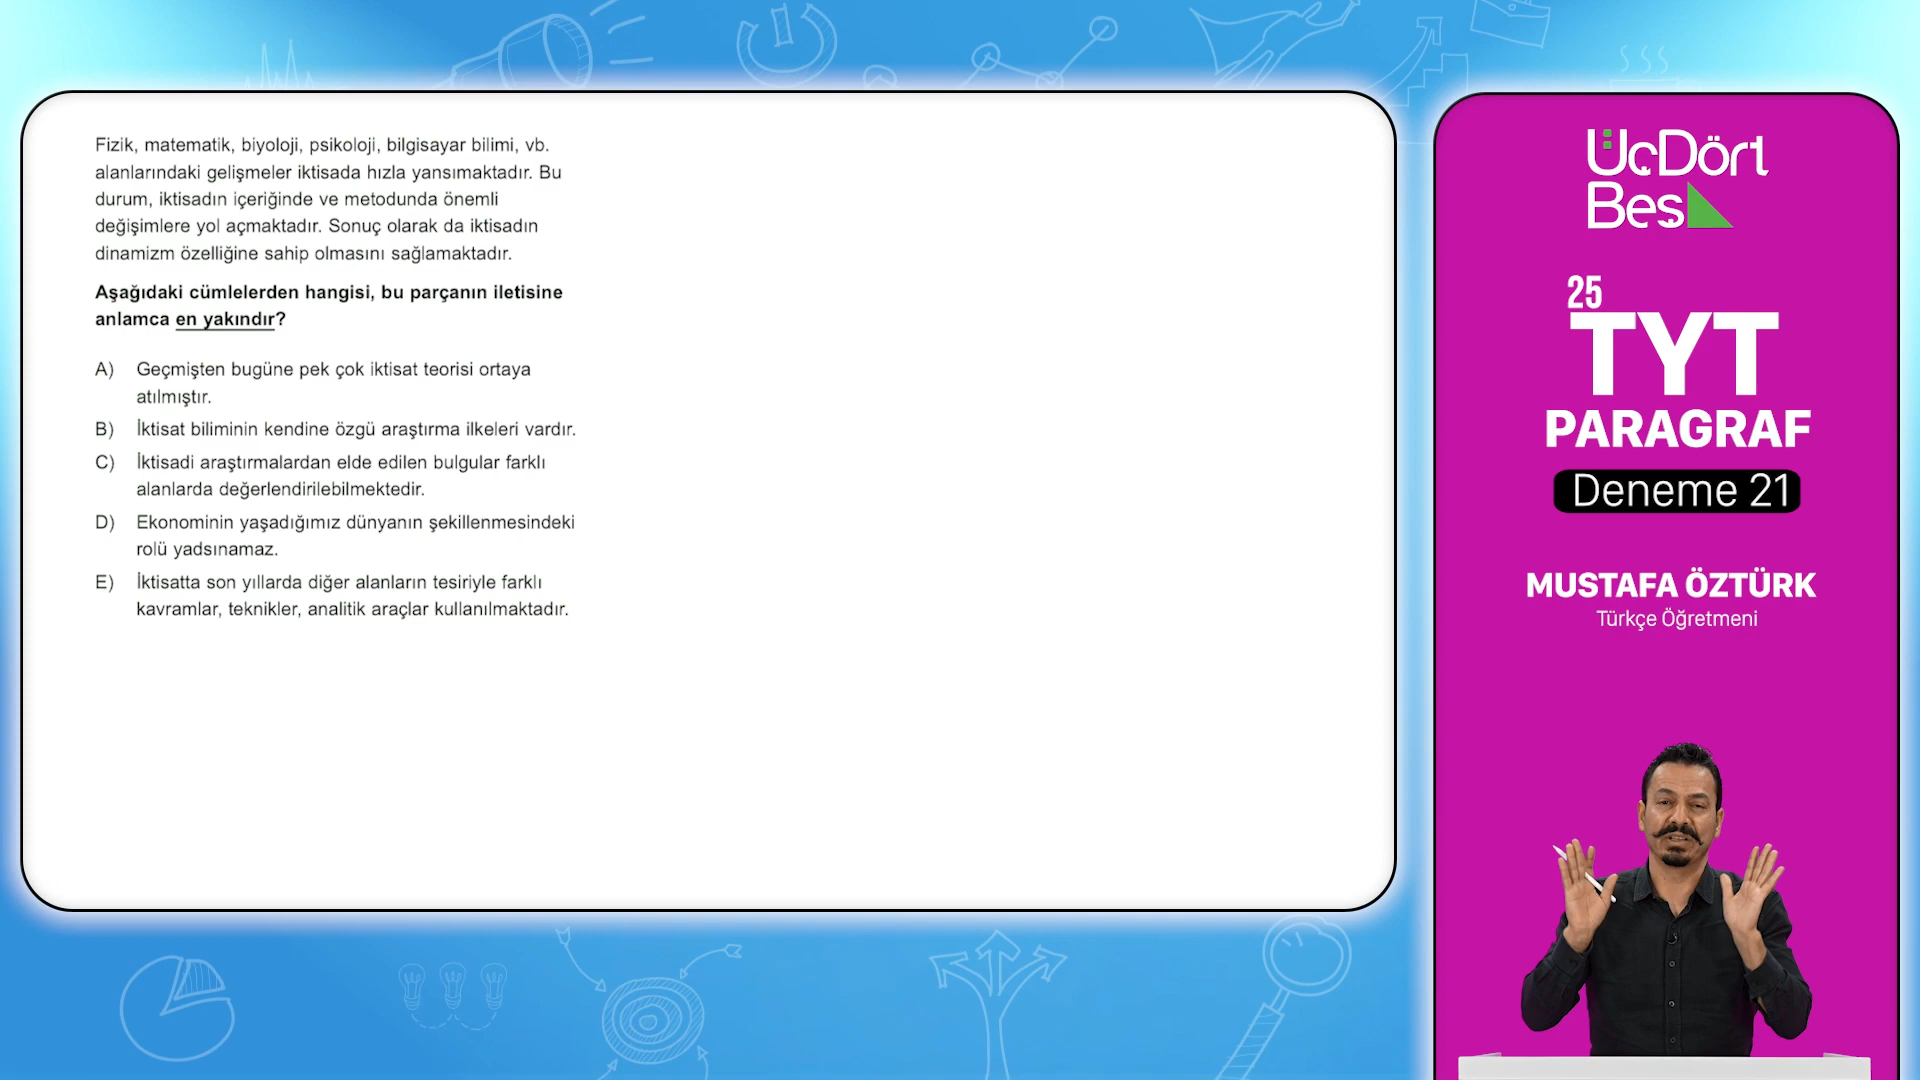 Fizik, matematik, biyoloji, psikoloji, bilgisayar bilimi, vb.
alanlarındaki gelişmeler iktisada hızla yansımaktadır. Bu
durum, iktisadın içeriğinde ve metodunda önemli
değişimlere yol açmaktadır. Sonuç olarak da iktisadın
dinamizm özelliğine sahip olmasını sağlamaktadır.
Aşağıdaki cümlelerden hangisi, bu parçanın iletisine
anlamca en yakındır?
A) Geçmişten bugüne pek çok iktisat teorisi ortaya
atılmıştır.
B) İktisat biliminin kendine özgü araştırma ilkeleri vardır.
C) İktisadi araştırmalardan elde edilen bulgular farklı
alanlarda değerlendirilebilmektedir.
D) Ekonominin yaşadığımız dünyanın şekillenmesindeki
rolü yadsınamaz.
E) İktisatta son yıllarda diğer alanların tesiriyle farklı
kavramlar, teknikler, analitik araçlar kullanılmaktadır.
ÜçDört
Beş
25
TYT
PARAGRAF
Deneme 21
MUSTAFA ÖZTÜRK
Türkçe Öğretmeni